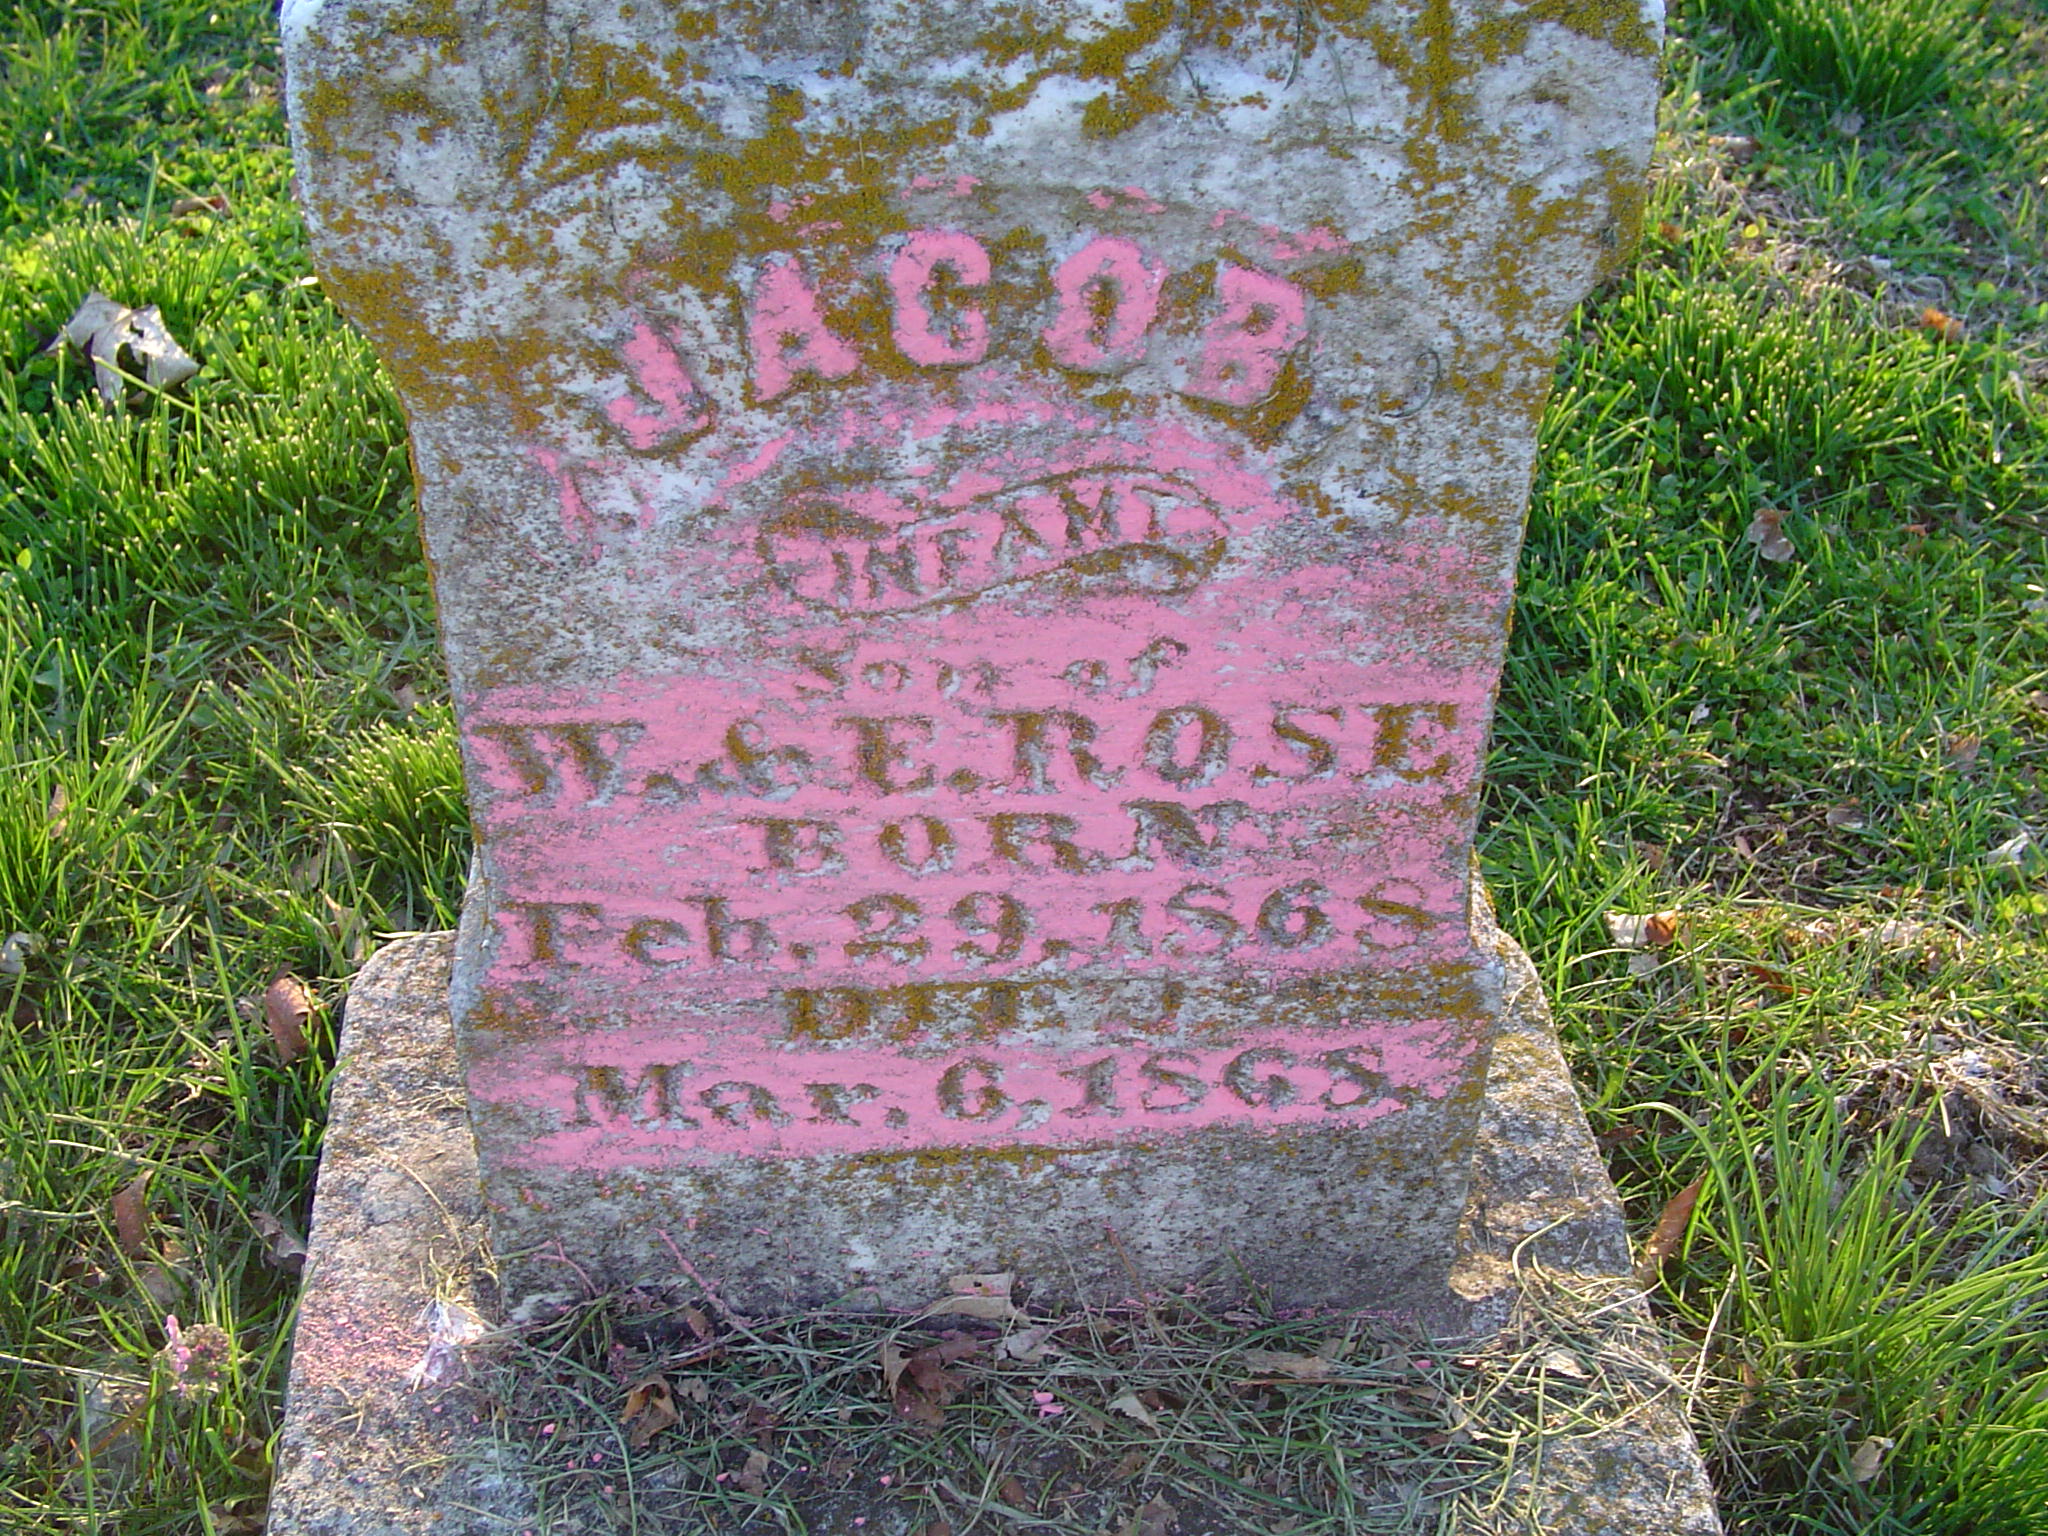 JACOB
INFANT
Son of
W. & E. ROSE
BORN
Feb. 29, 1868
DIED
Mar. 6, 1868.